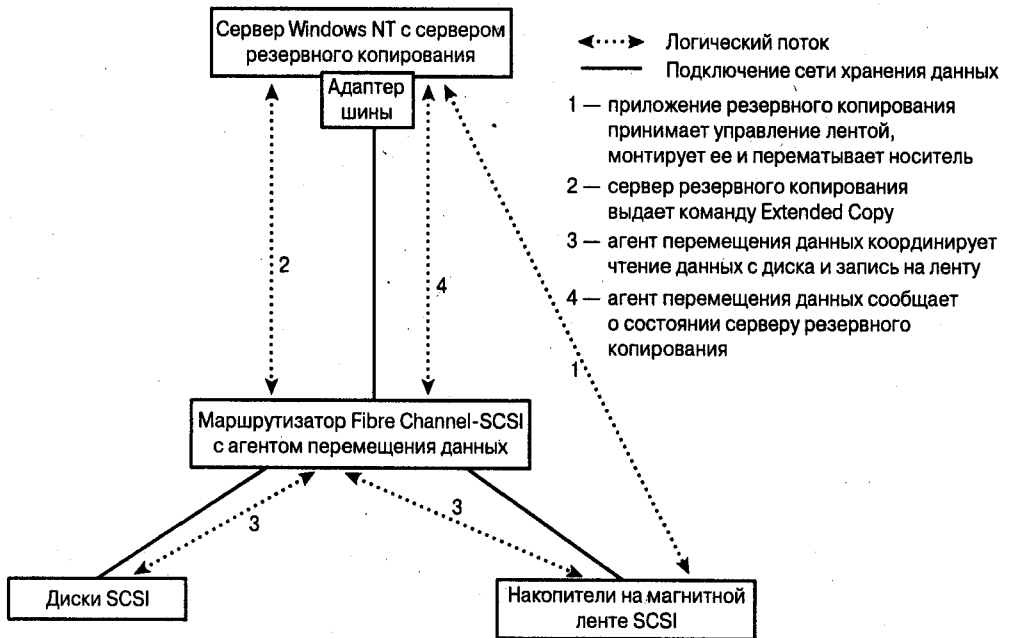 Сервер Windows NT с сервером
резервного копирования
Адаптер
шины
Логический поток
Подключение сети хранения данных
1 — приложение резервного копирования
принимает управление лентой,
монтирует ее и перематывает носитель
2 — сервер резервного копирования
выдает команду Extended Copy
3 — агент перемещения данных координирует
чтение данных с диска и запись на ленту
4 — агент перемещения данных сообщает
о состоянии серверу резервного
копирования
2
4
1
Маршрутизатор Fibre Channel-SCSI
с агентом перемещения данных
3
3
Диски SCSI
Накопители на магнитной
ленте SCSI